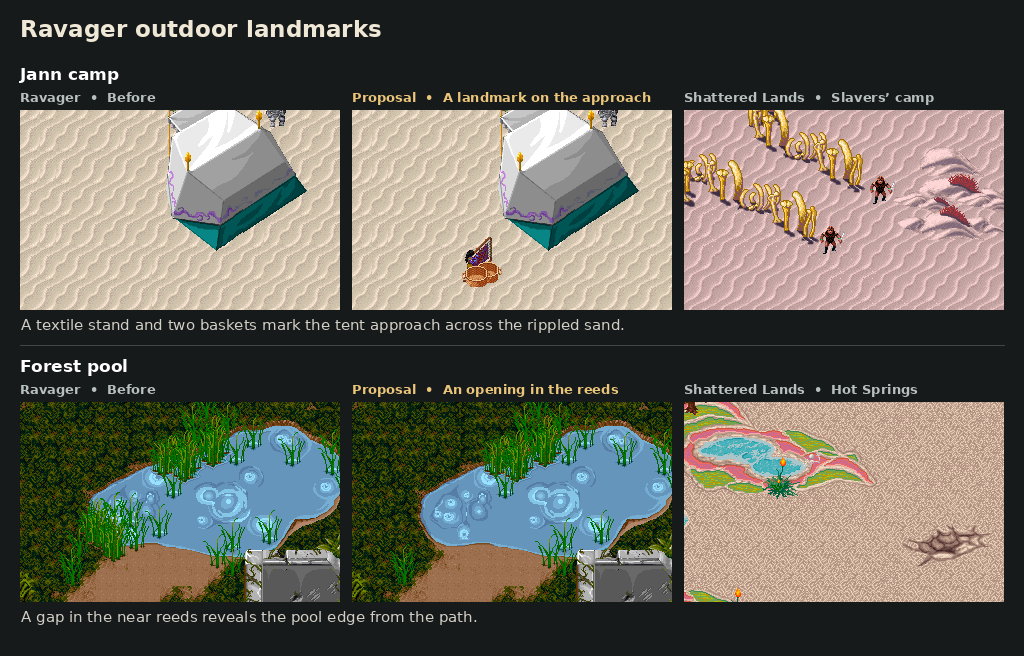 Ravager outdoor landmarks
Jann camp
Ravager • Before
Proposal • A landmark on the approach
Shattered Lands • Slavers’ camp
A textile stand and two baskets mark the tent approach across the rippled sand.
Forest pool
Ravager • Before
Proposal • An opening in the reeds
Shattered Lands • Hot Springs
A gap in the near reeds reveals the pool edge from the path.